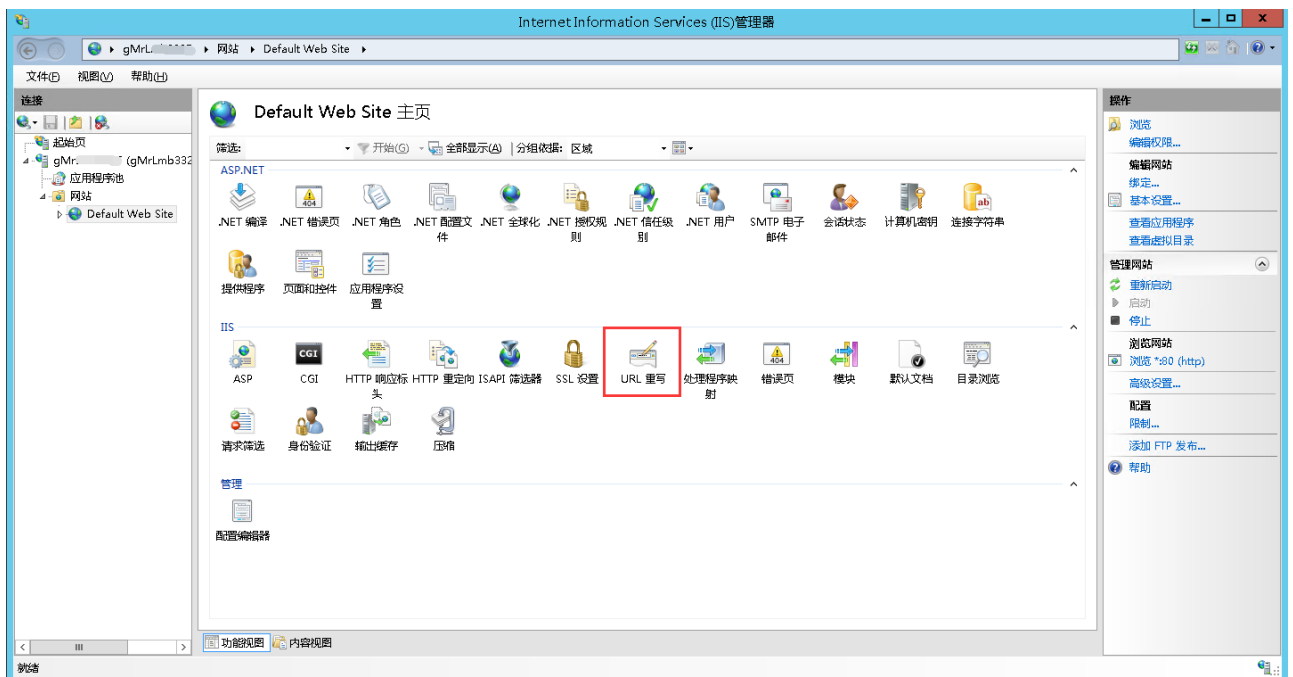 Internet Information Services (IIS)管理器
gMrL
网站
Default Web Site
文件(F) 视图(V) 帮助(H)
连接
起始页
gMr (gMrLmb332
应用程序池
网站
Default Web Site
Default Web Site 主页
筛选: 开始(G) 全部显示(A) 分组依据: 区域
ASP.NET
.NET 编译
.NET 错误页
.NET 角色
.NET 配置文件
.NET 全球化
.NET 授权规则
.NET 信任级别
.NET 用户
SMTP 电子邮件
会话状态
计算机密钥
连接字符串
提供程序
页面和控件
应用程序设置
IIS
ASP
CGI
CGI
HTTP 响应标头
HTTP 重定向
ISAPI 筛选器
SSL 设置
URL 重写
处理程序映射
404
错误页
模块
默认文档
目录浏览
请求筛选
身份验证
输出缓存
压缩
管理
配置编辑器
功能视图 内容视图
就绪
操作
浏览
编辑权限...
编辑网站
绑定...
基本设置...
查看应用程序
查看虚拟目录
管理网站
重新启动
启动
停止
浏览网站
浏览 *:80 (http)
高级设置...
配置
限制...
添加 FTP 发布...
帮助